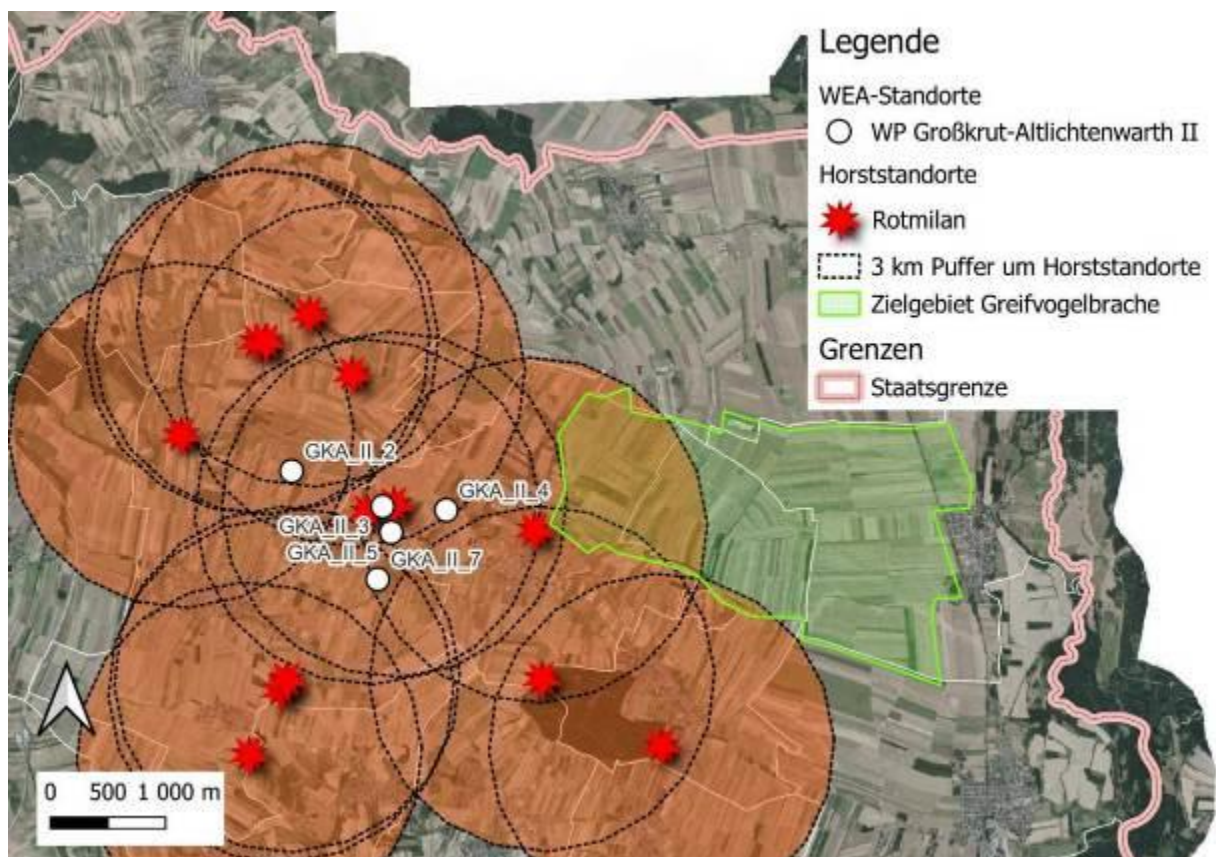 Legende
WEA-Standorte
WP Großkrut-Altlichtenwarth II
Horststandorte
Rotmilan
3 km Puffer um Horststandorte
Zielgebiet Greifvogelbrache
Grenzen
Staatsgrenze
GKA_II_2
GKA_II_4
GKA_II_3
GKA_II_5
GKA_II_7
0 500 1 000 m